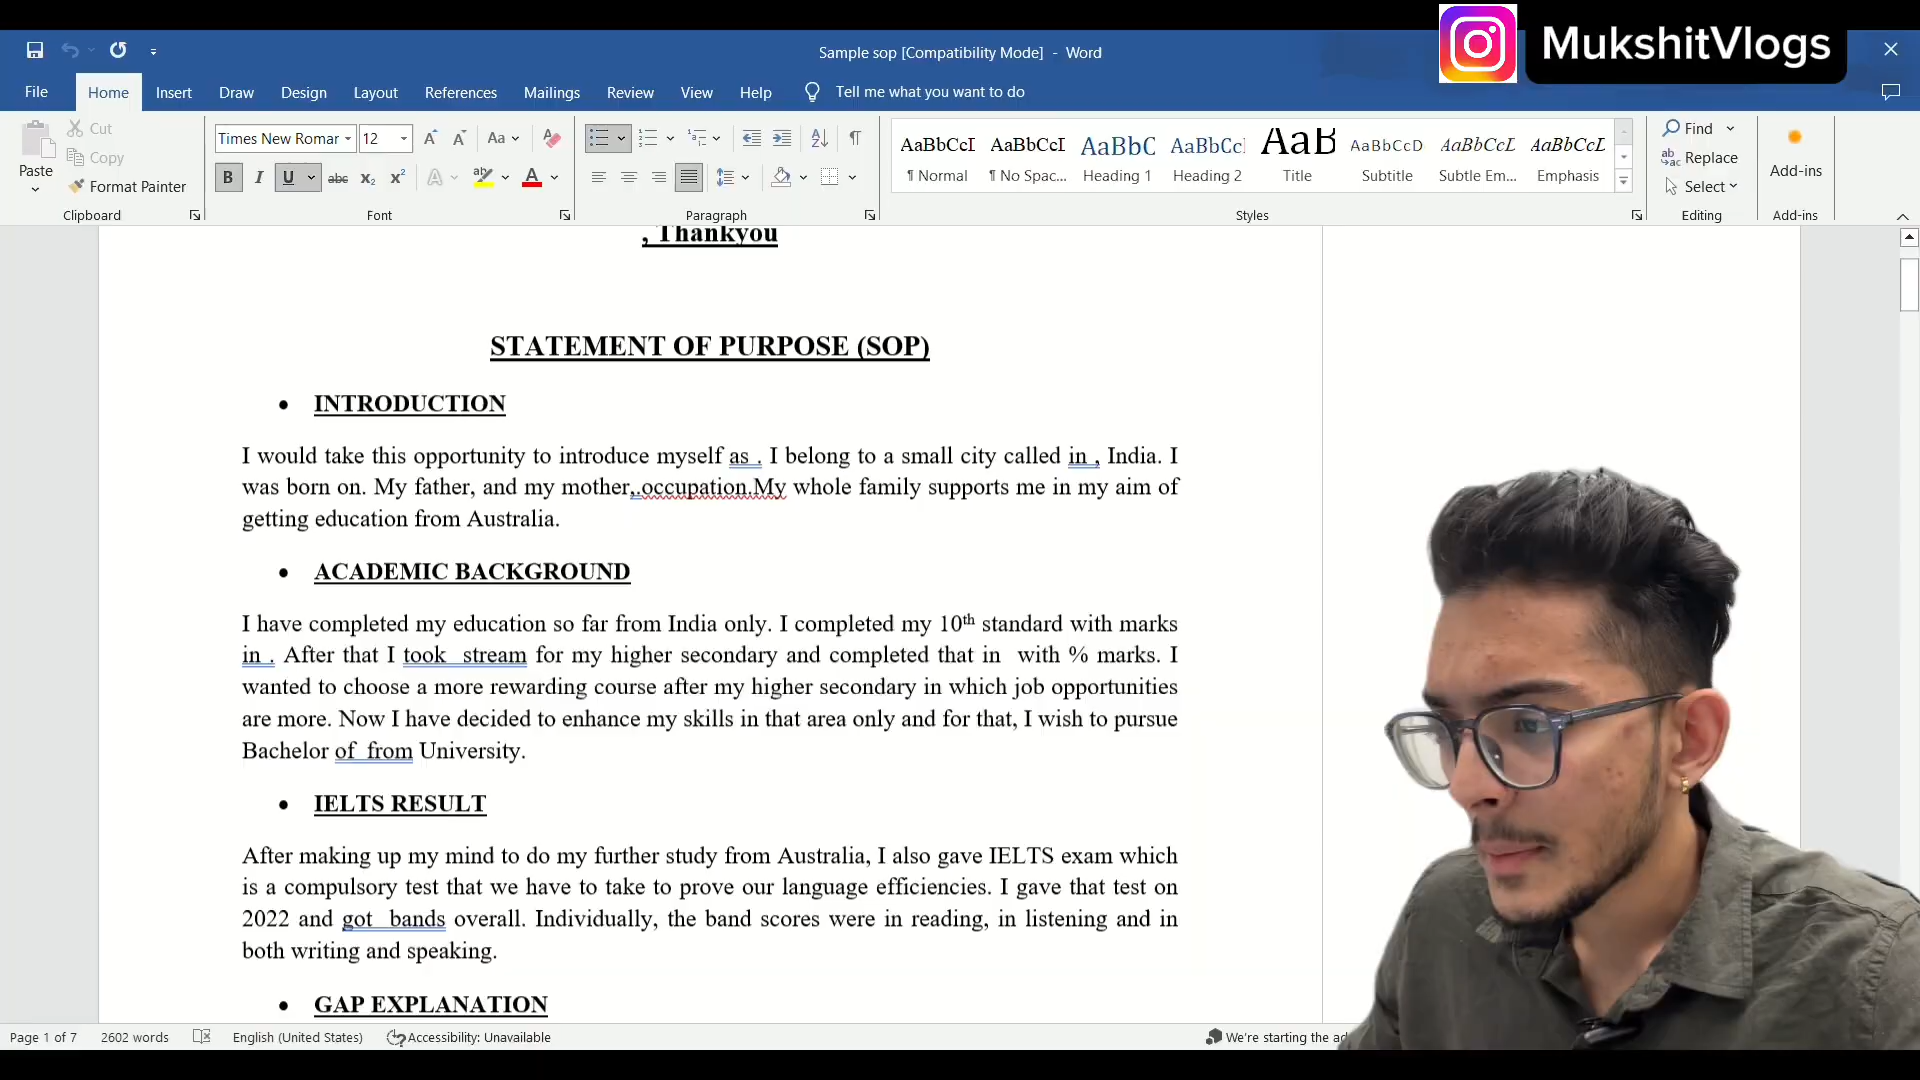 MukshitVlogs
Sample sop [Compatibility Mode] - Word
File Home Insert Draw Design Layout References Mailings Review View Help Tell me what you want to do
Paste
Cut
Copy
Format Painter
Clipboard
Times New Romar 12
Aa
B I U abc x₂ x² A A
Font
Paragraph
AaBbCcI AaBbCcI AaBbC AaBbCc AaB AaBbCcD AaBbCcL AaBbCcL
¶ Normal ¶ No Spac... Heading 1 Heading 2 Title Subtitle Subtle Em... Emphasis
Styles
Find
Replace
Select
Editing
Add-ins
Add-ins
, Thankyou
STATEMENT OF PURPOSE (SOP)
• INTRODUCTION
I would take this opportunity to introduce myself as . I belong to a small city called in , India. I
was born on. My father, and my mother,.occupation.My whole family supports me in my aim of
getting education from Australia.
• ACADEMIC BACKGROUND
I have completed my education so far from India only. I completed my 10th standard with marks
in . After that I took stream for my higher secondary and completed that in with % marks. I
wanted to choose a more rewarding course after my higher secondary in which job opportunities
are more. Now I have decided to enhance my skills in that area only and for that, I wish to pursue
Bachelor of from University.
• IELTS RESULT
After making up my mind to do my further study from Australia, I also gave IELTS exam which
is a compulsory test that we have to take to prove our language efficiencies. I gave that test on
2022 and got bands overall. Individually, the band scores were in reading, in listening and in
both writing and speaking.
• GAP EXPLANATION
Page 1 of 7 2602 words English (United States) Accessibility: Unavailable We're starting the